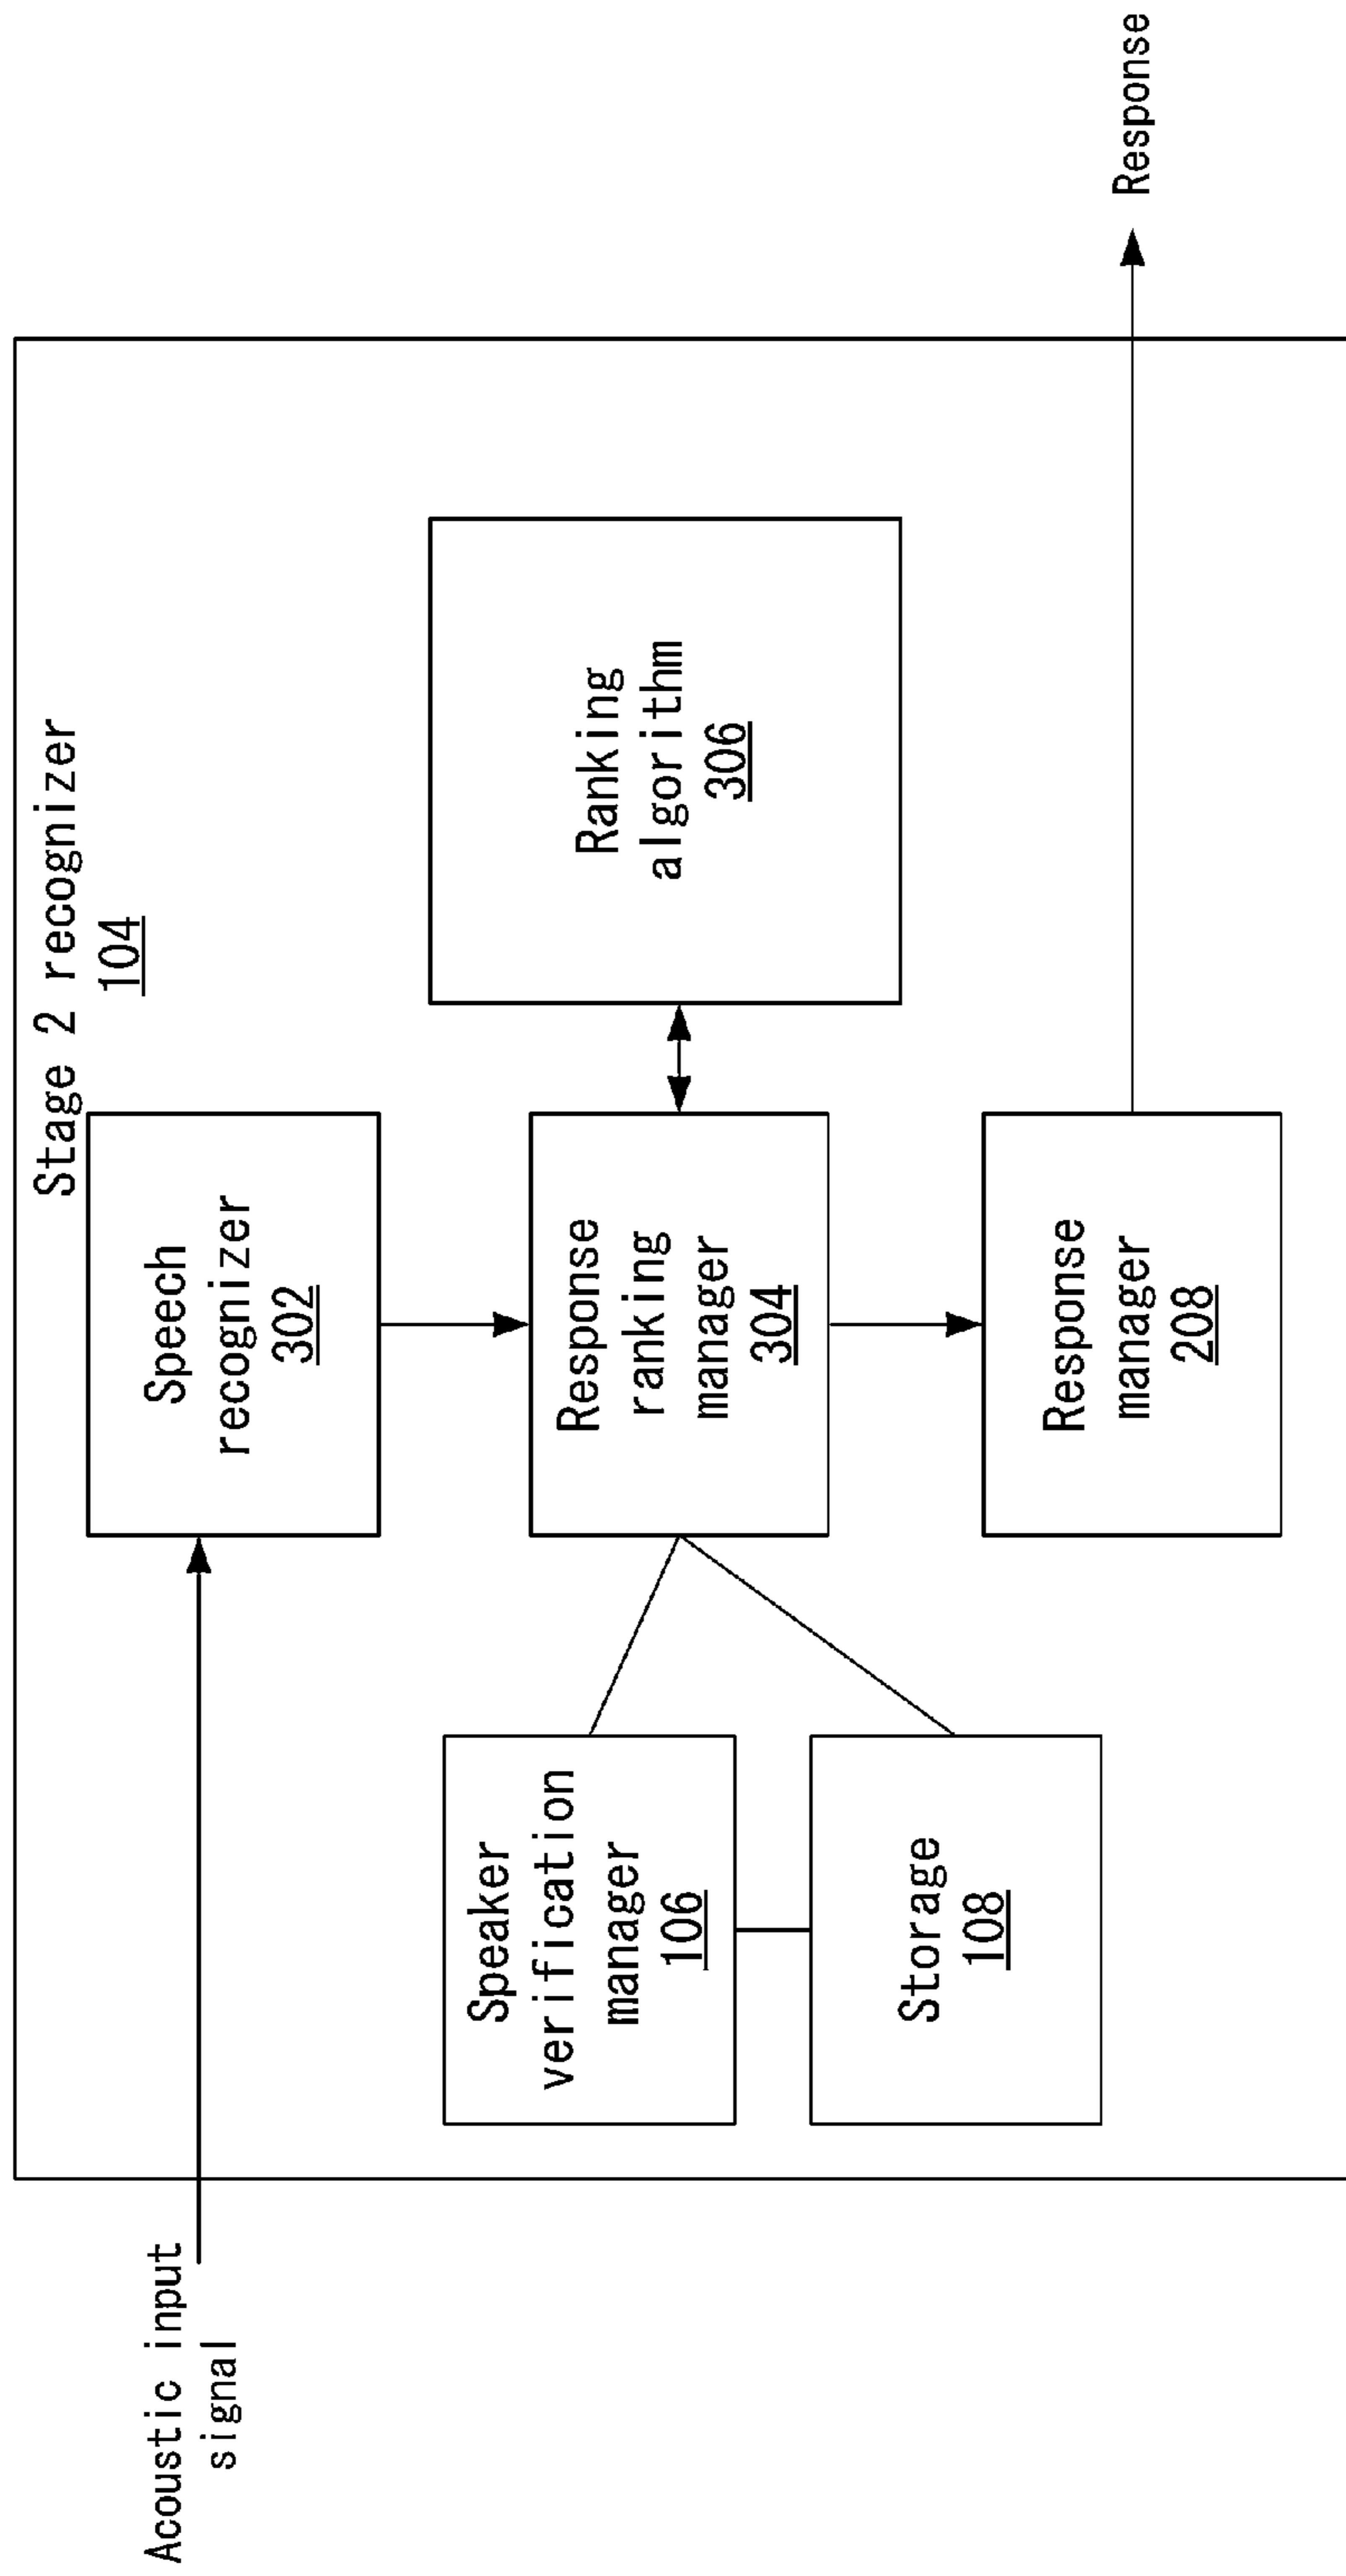 Stage 2 recognizer
104
Acoustic input
signal
Speech
recognizer
302
Speaker
verification
manager
106
Response
ranking
manager
304
Ranking
algorithm
306
Storage
108
Response
manager
208
Response